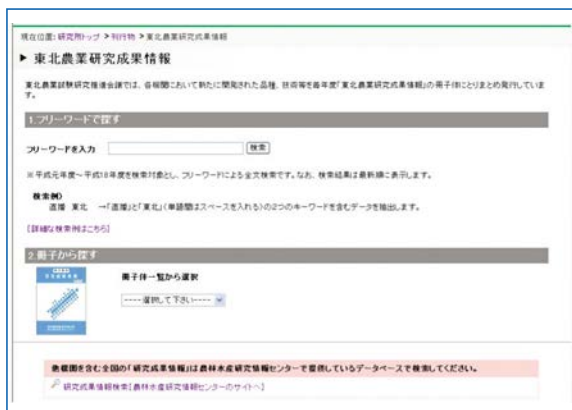 現在位置: 研究所トップ > 刊行物 > 東北農業研究成果情報
▶ 東北農業研究成果情報
東北農業試験研究推進会議では、各機関において新たに開発された品種、技術等を毎年度「東北農業研究成果情報」の冊子体にとりまとめ発行しています。
1.フリーワードで探す
フリーワードを入力 検索
※平成元年度~平成18年度を検索対象とし、フリーワードによる全文検索です。なお、検索結果は最新順に表示します。
検索例)
直播 東北 →「直播」と「東北」(単語間はスペースを入れる)の2つのキーワードを含むデータを抽出します。
[詳細な検索例はこちら]
2.冊子から探す
冊子体一覧から選択
----選択して下さい----
他機関を含む全国の「研究成果情報」は農林水産研究情報センターで提供しているデータベースで検索してください。
研究成果情報検索[農林水産研究情報センターのサイトへ]